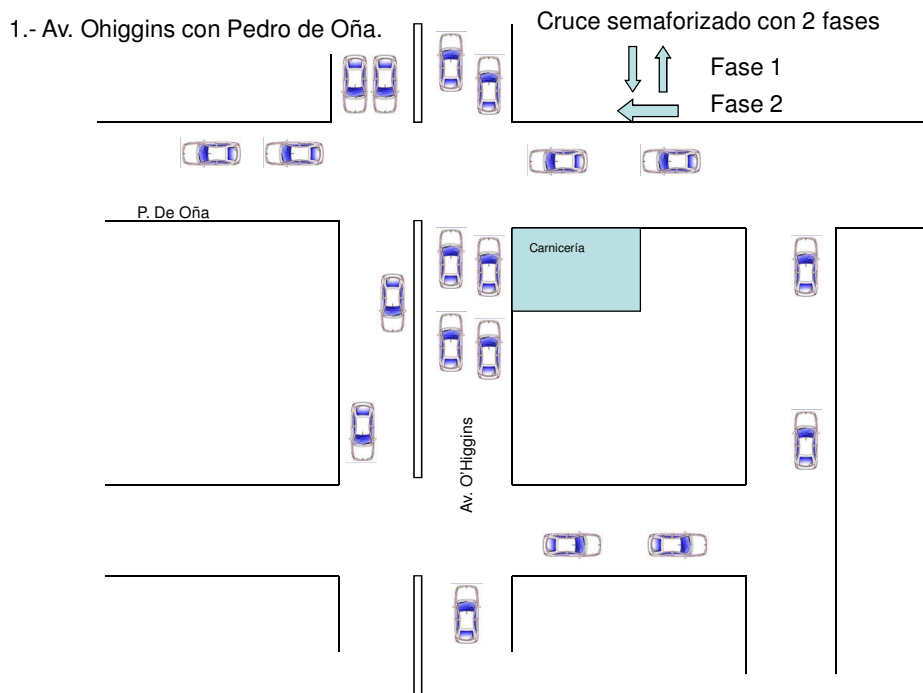 1.- Av. Ohiggins con Pedro de Oña.
Cruce semaforizado con 2 fases
Fase 1
Fase 2
P. De Oña
Carnicería
Av. O'Higgins